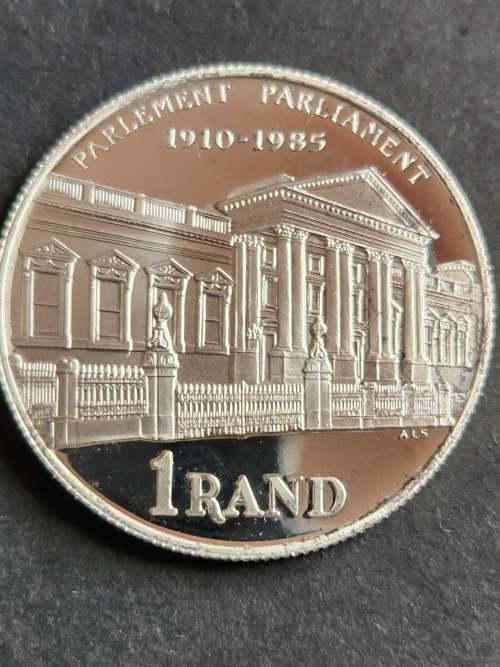 PARLEMENT PARLIAMENT
1910-1985
ALS
1 RAND